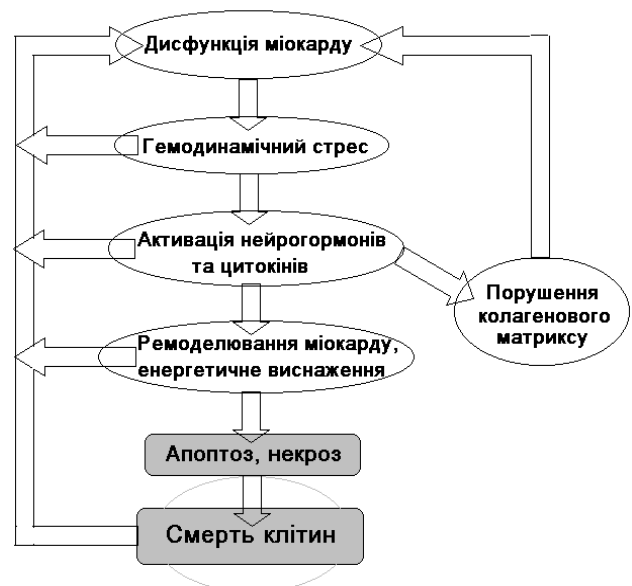 Дисфункція міокарду
Гемодинамічний стрес
Активація нейрогормонів
та цитокінів
Порушення
колагенового
матриксу
Ремоделювання міокарду,
енергетичне виснаження
Апоптоз, некроз
Смерть клітин